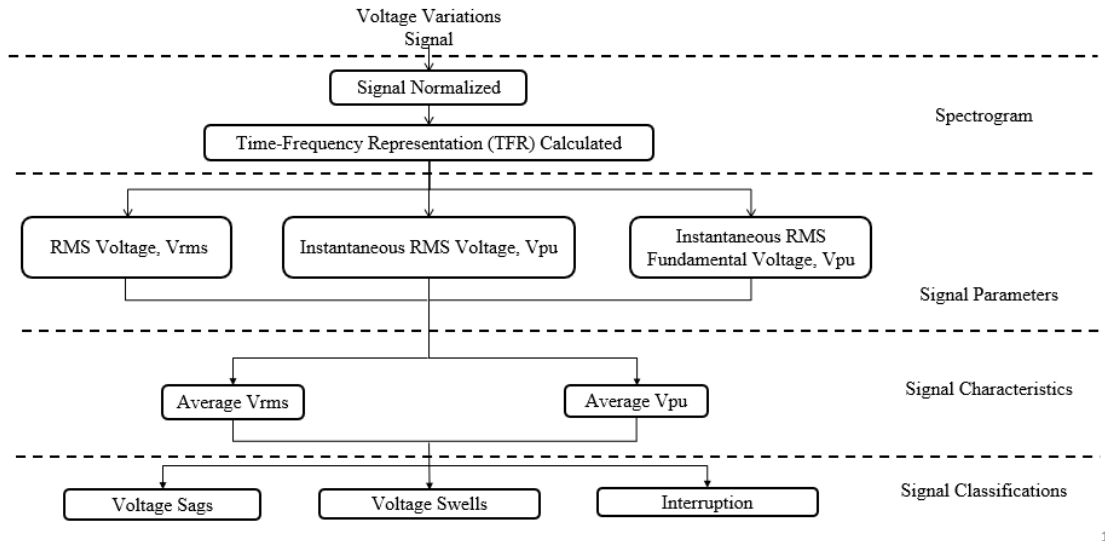 Voltage Variations
Signal
Signal Normalized
Spectrogram
Time-Frequency Representation (TFR) Calculated
RMS Voltage, Vrms
Instantaneous RMS Voltage, Vpu
Instantaneous RMS
Fundamental Voltage, Vpu
Signal Parameters
Average Vrms
Average Vpu
Signal Characteristics
Voltage Sags
Voltage Swells
Interruption
Signal Classifications
1